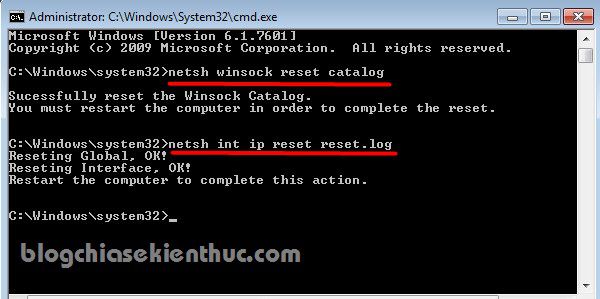 Administrator: C:\Windows\System32\cmd.exe
Microsoft Windows [Version 6.1.7601]
Copyright (c) 2009 Microsoft Corporation.  All rights reserved.
C:\Windows\system32>netsh winsock reset catalog
Sucessfully reset the Winsock Catalog.
You must restart the computer in order to complete the reset.
C:\Windows\system32>netsh int ip reset reset.log
Reseting Global, OK!
Reseting Interface, OK!
Restart the computer to complete this action.
C:\Windows\system32>_
blogchiasekienthuc.com